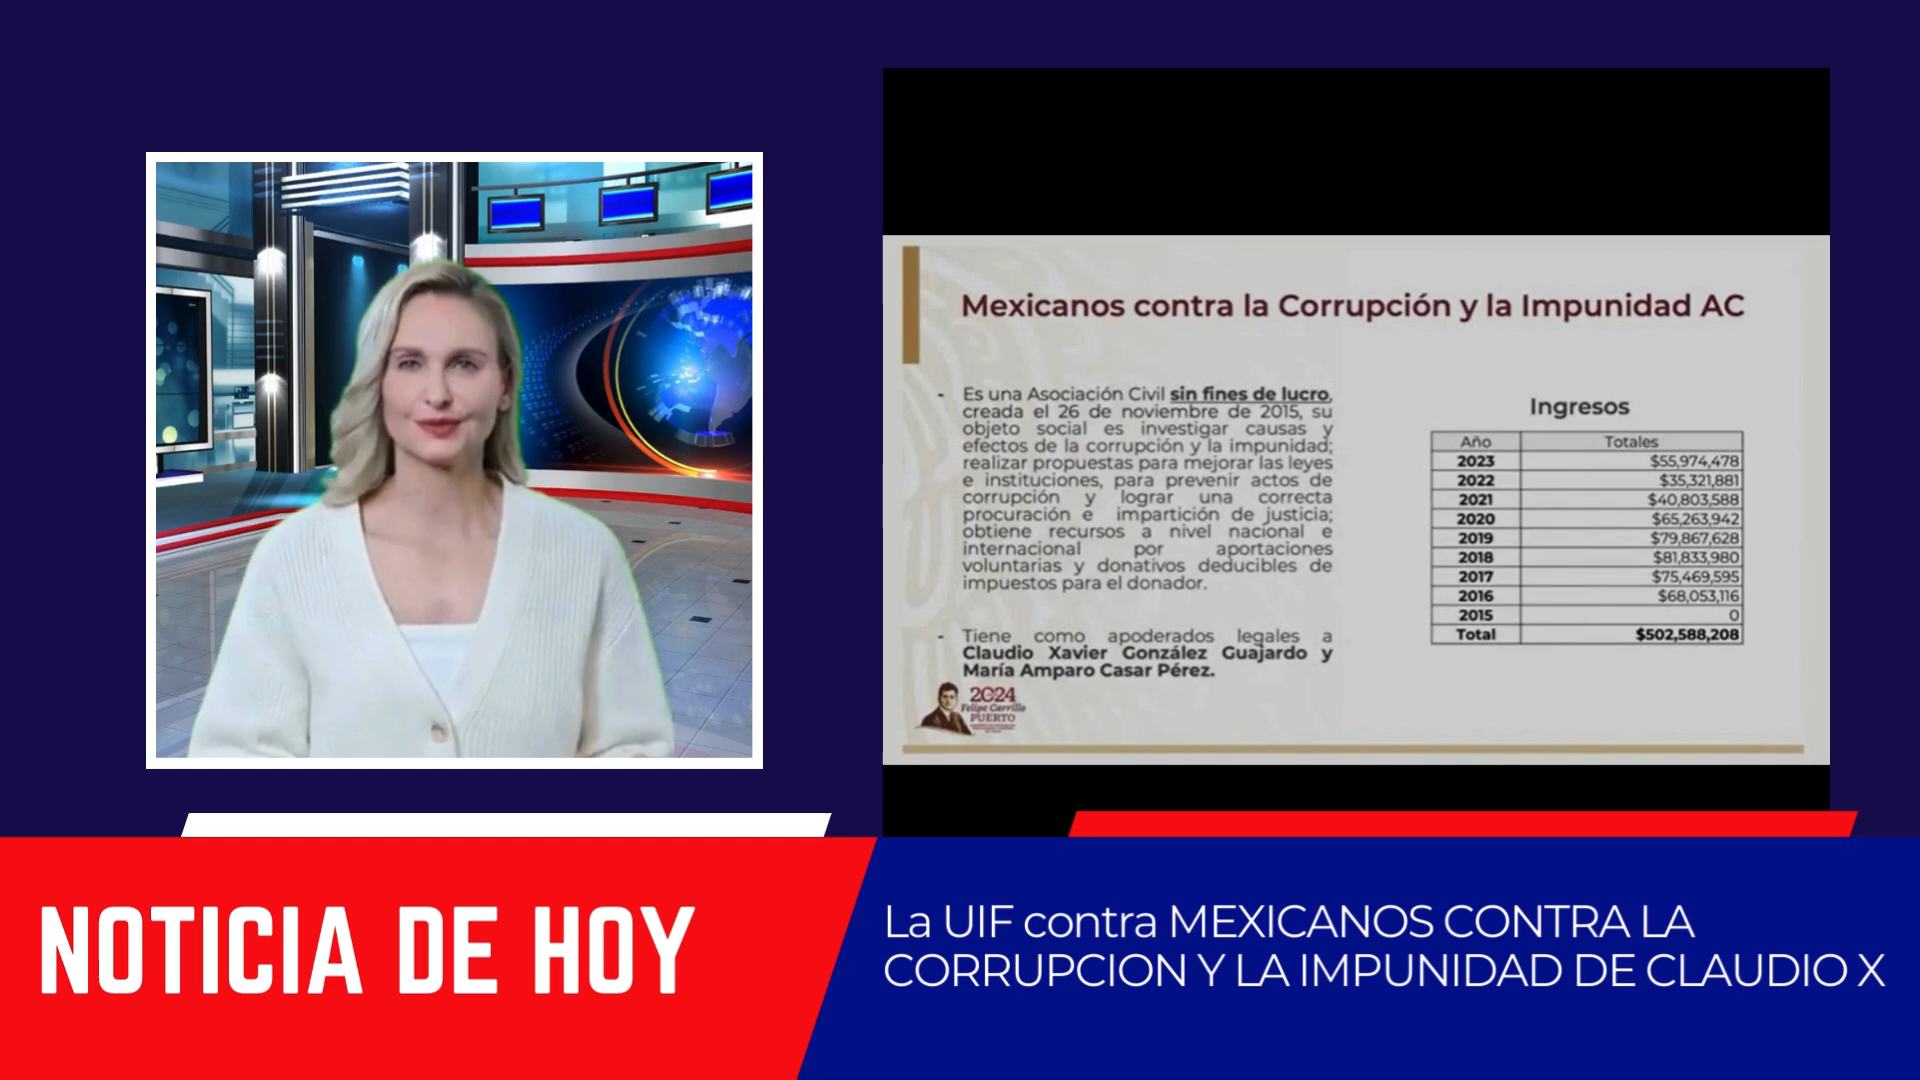 Mexicanos contra la Corrupción y la Impunidad AC
- Es una Asociación Civil sin fines de lucro,
creada el 26 de noviembre de 2015, su
objeto social es investigar causas y
efectos de la corrupción y la impunidad;
realizar propuestas para mejorar las leyes
e instituciones, para prevenir actos de
corrupción y lograr una correcta
procuración e impartición de justicia;
obtiene recursos a nivel nacional e
internacional por aportaciones
voluntarias y donativos deducibles de
impuestos para el donador.
- Tiene como apoderados legales a
Claudio Xavier González Guajardo y
María Amparo Casar Pérez.
Ingresos
Año Totales
2023 $55,974,478
2022 $35,321,881
2021 $40,803,588
2020 $65,263,942
2019 $79,867,628
2018 $81,833,980
2017 $75,469,595
2016 $68,053,116
2015 0
Total $502,588,208
2024
Felipe Carrillo
PUERTO
NOTICIA DE HOY
La UIF contra MEXICANOS CONTRA LA
CORRUPCION Y LA IMPUNIDAD DE CLAUDIO X